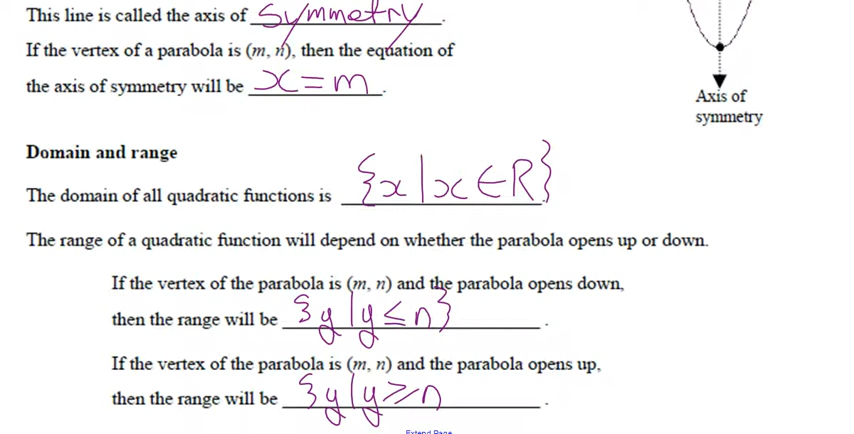 This line is called the axis of symmetry.
If the vertex of a parabola is (m, n), then the equation of
the axis of symmetry will be x = m.
Axis of
symmetry
Domain and range
The domain of all quadratic functions is {x | x ∈ R}.
The range of a quadratic function will depend on whether the parabola opens up or down.
If the vertex of the parabola is (m, n) and the parabola opens down,
then the range will be {y | y ≤ n}.
If the vertex of the parabola is (m, n) and the parabola opens up,
then the range will be {y | y ≥ n.
Extend Page